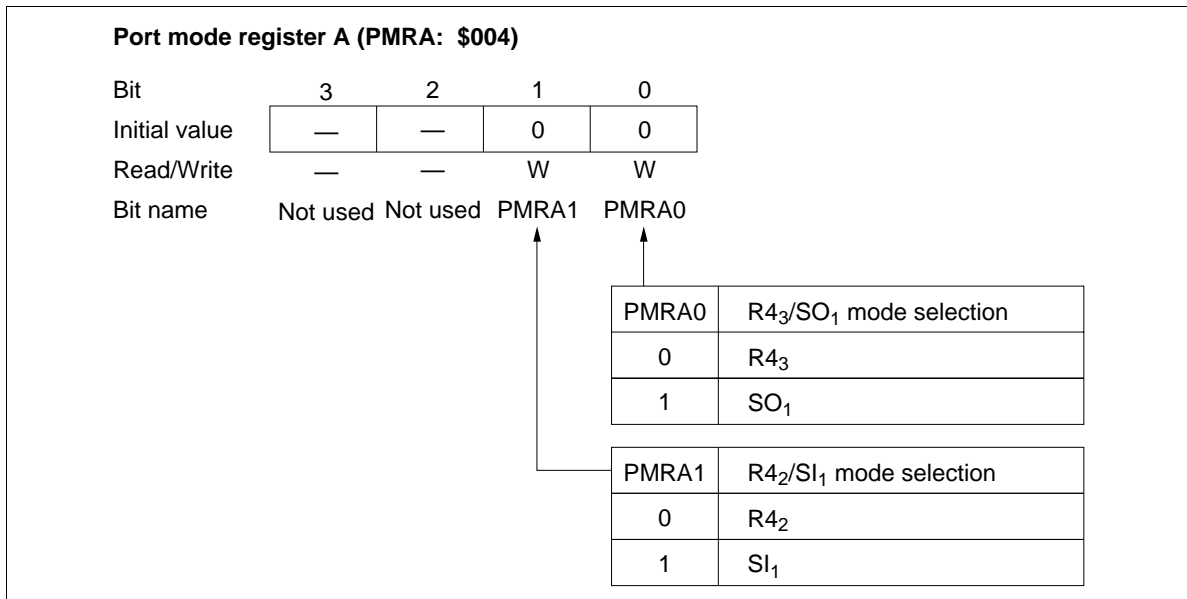 Port mode register A (PMRA: $004)
Bit 3 2 1 0
Initial value — — 0 0
Read/Write — — W W
Bit name Not used Not used PMRA1 PMRA0
PMRA0 R4₃/SO₁ mode selection
0 R4₃
1 SO₁
PMRA1 R4₂/SI₁ mode selection
0 R4₂
1 SI₁